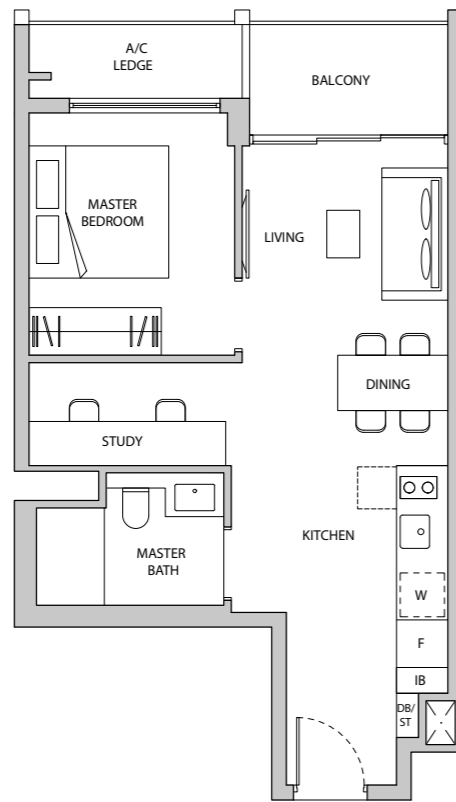 A/C
LEDGE
BALCONY
MASTER
BEDROOM
LIVING
DINING
STUDY
KITCHEN
MASTER
BATH
W
F
IB
DB/
ST